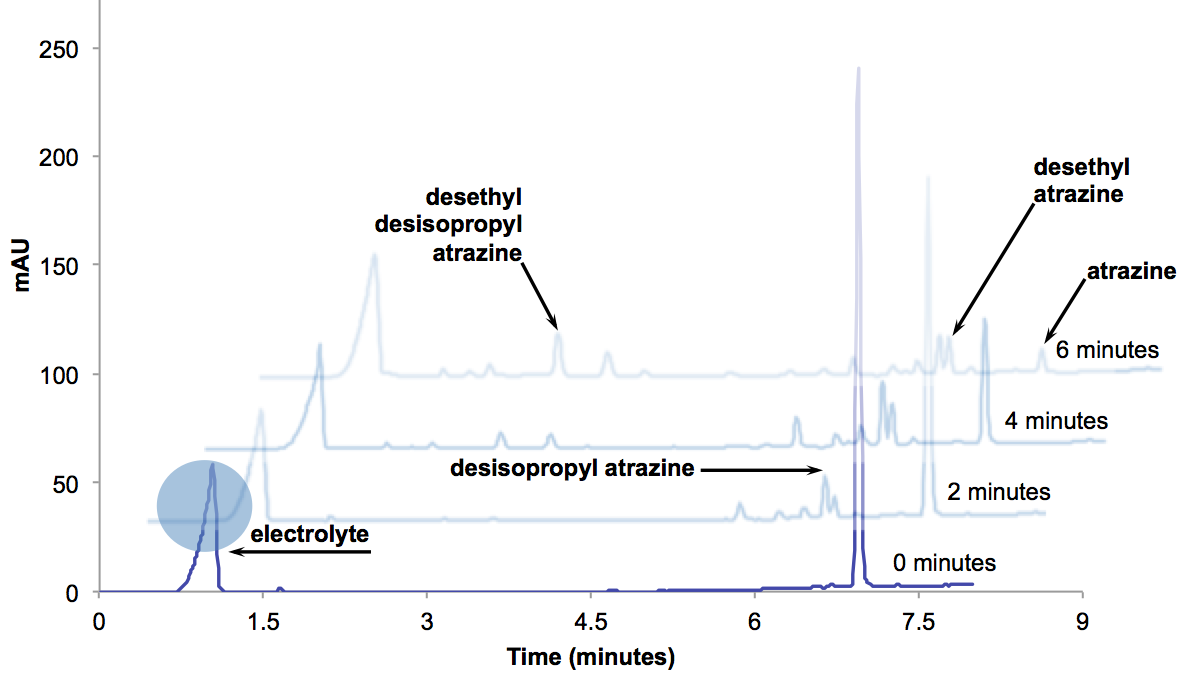 250
200
150
100
50
0
mAU
desethyl
desisopropyl
atrazine
desethyl
atrazine
atrazine
6 minutes
4 minutes
desisopropyl atrazine
2 minutes
electrolyte
0 minutes
0 1.5 3 4.5 6 7.5 9
Time (minutes)